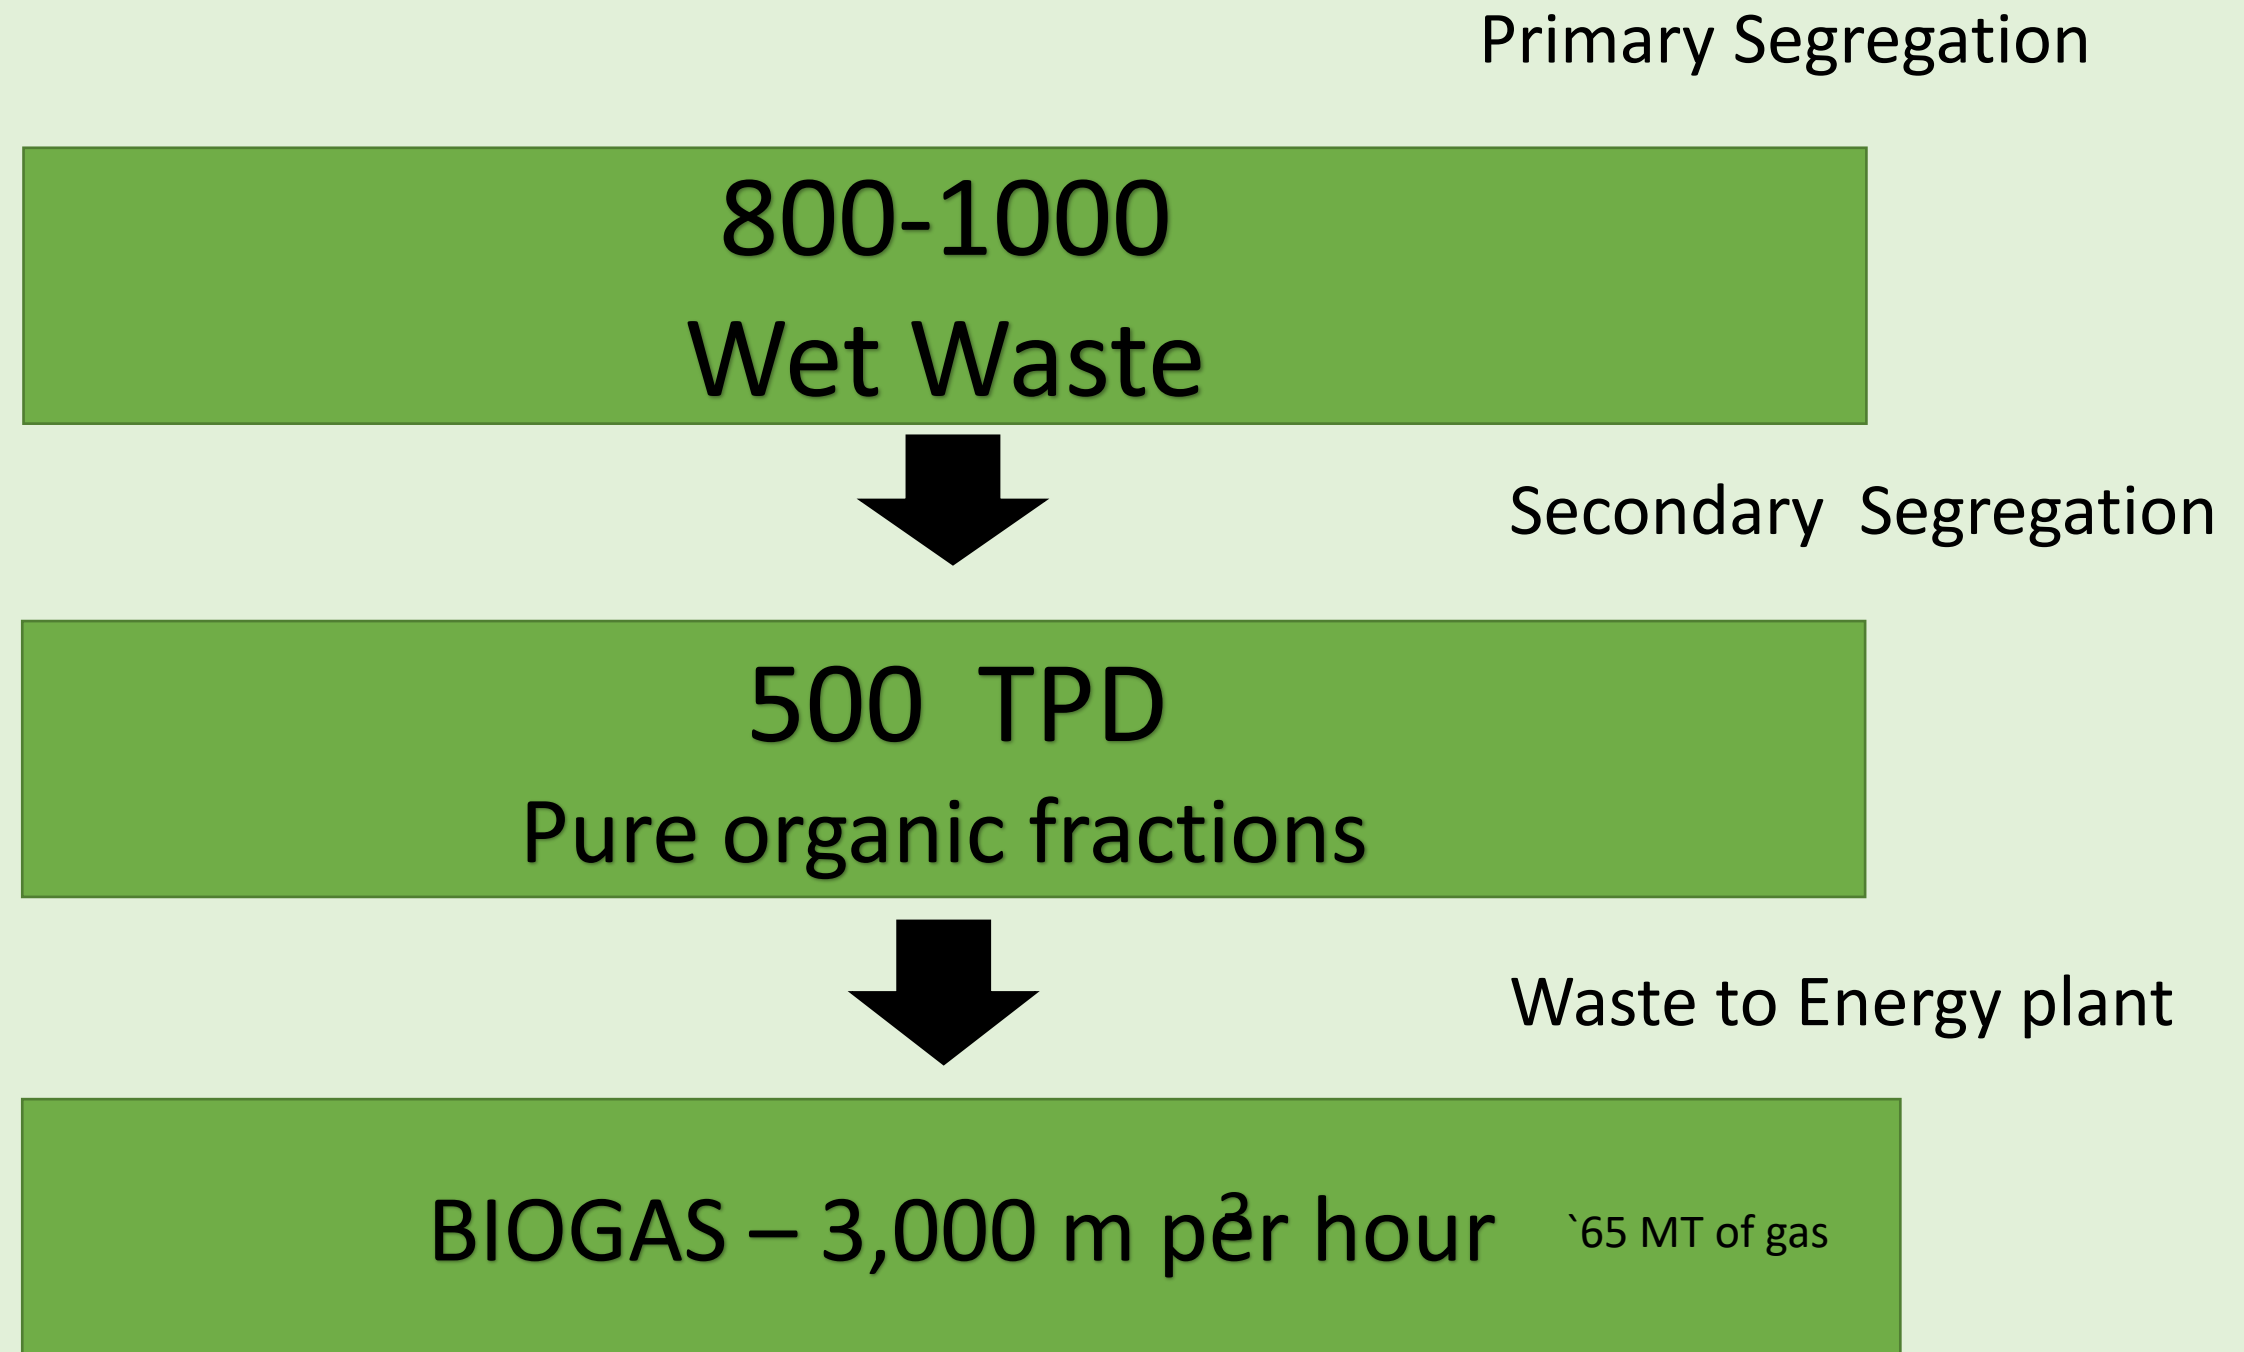 Primary Segregation
800-1000
Wet Waste
Secondary  Segregation
500  TPD
Pure organic fractions
Waste to Energy plant
BIOGAS – 3,000 m per hour
3
`65 MT of gas